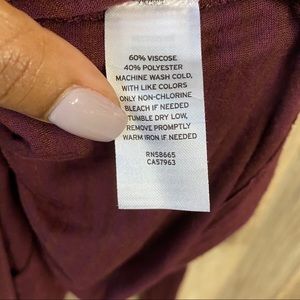 60% VISCOSE
40% POLYESTER
MACHINE WASH COLD,
WITH LIKE COLORS
ONLY NON-CHLORINE
BLEACH IF NEEDED
TUMBLE DRY LOW,
REMOVE PROMPTLY
WARM IRON IF NEEDED
RN58665
CA57963